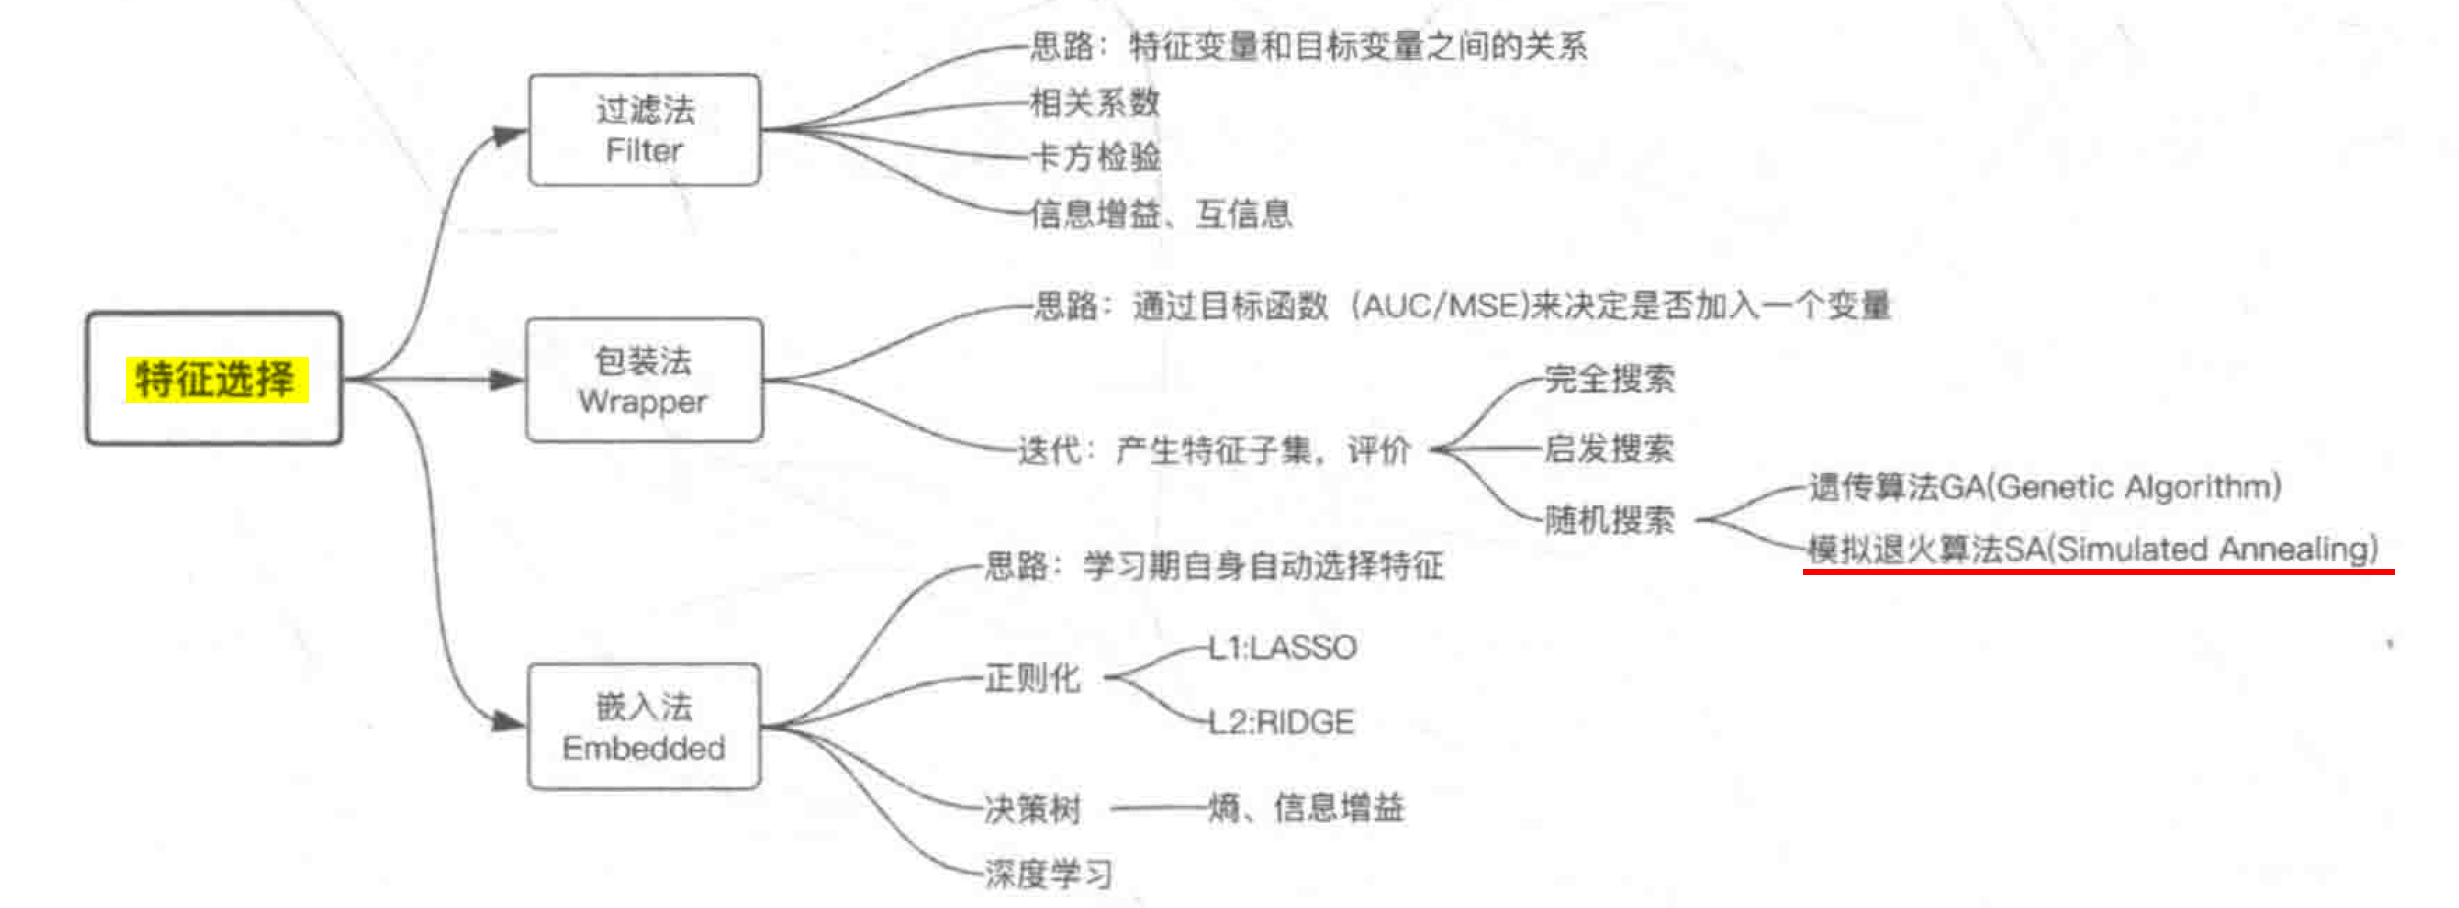 特征选择
过滤法
Filter
思路：特征变量和目标变量之间的关系
相关系数
卡方检验
信息增益、互信息
包装法
Wrapper
思路：通过目标函数（AUC/MSE)来决定是否加入一个变量
迭代：产生特征子集，评价
完全搜索
启发搜索
随机搜索
遗传算法GA(Genetic Algorithm)
模拟退火算法SA(Simulated Annealing)
嵌入法
Embedded
思路：学习期自身自动选择特征
正则化
L1:LASSO
L2:RIDGE
决策树
熵、信息增益
深度学习